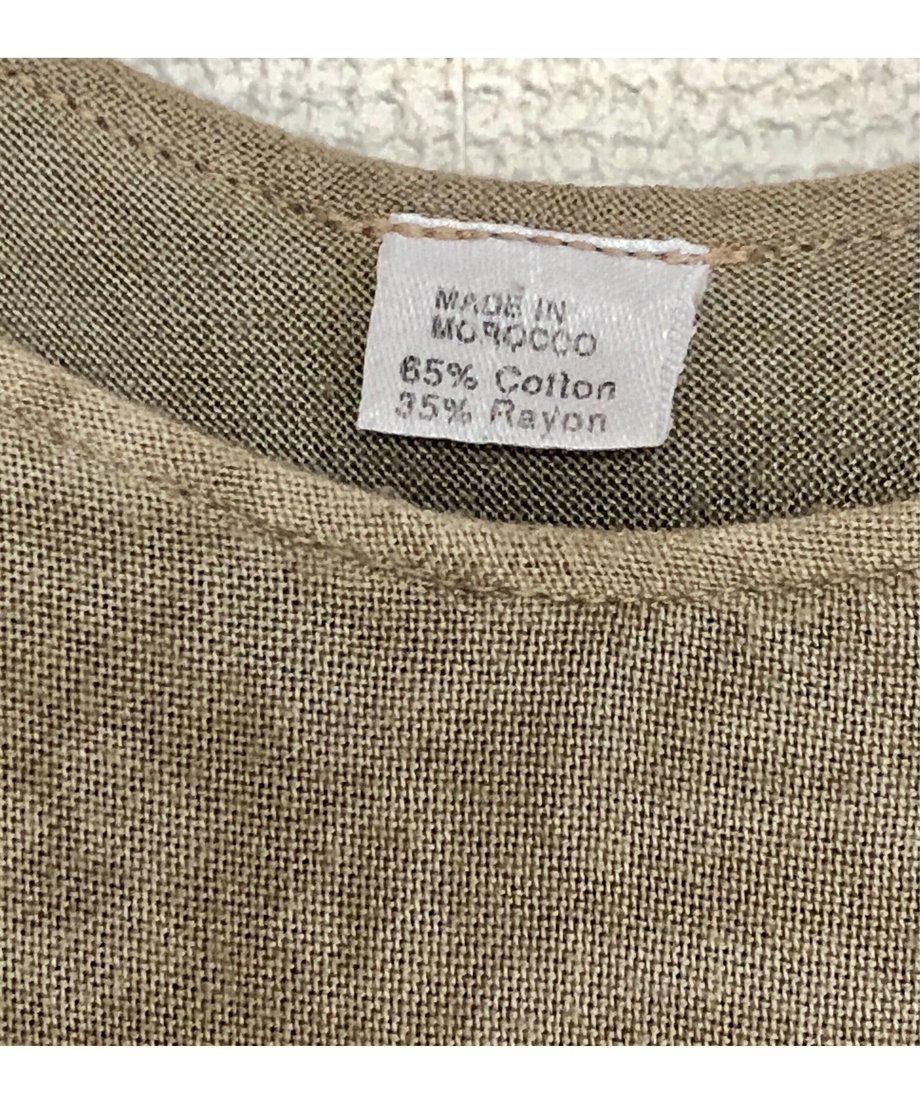 MADE IN
MOROCCO
65% Cotton
35% Rayon